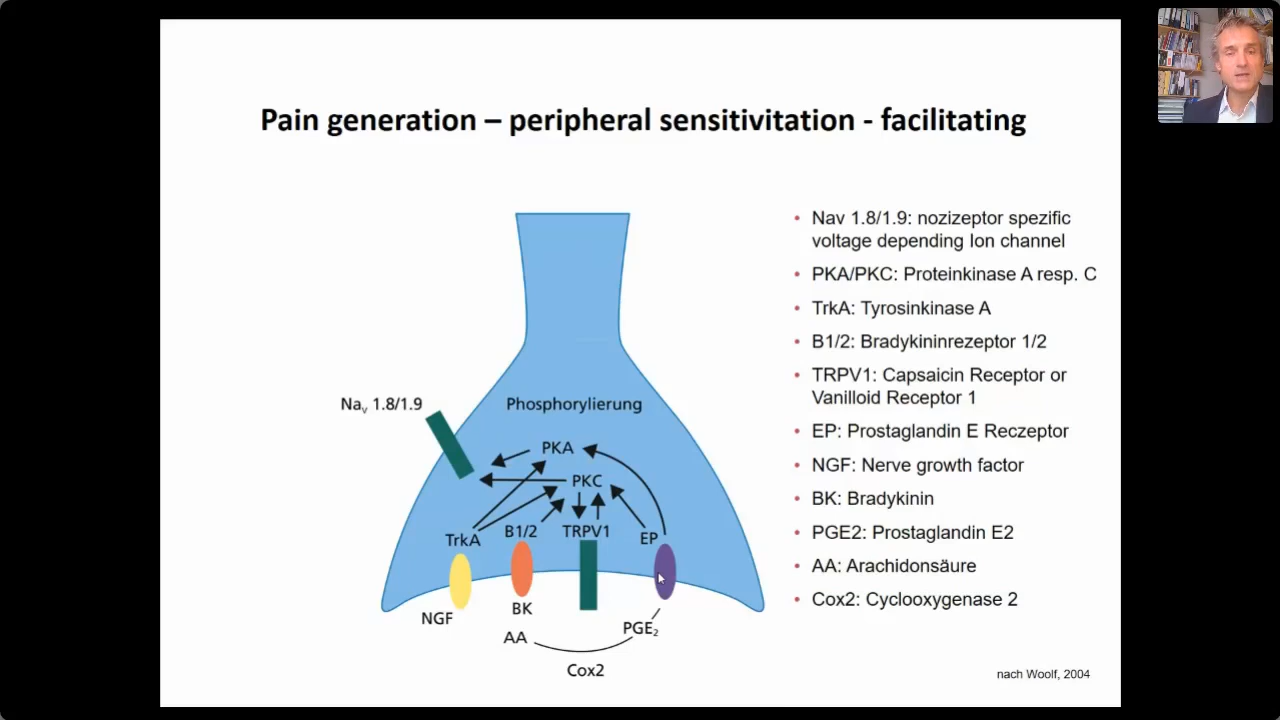 Pain generation – peripheral sensitivitation - facilitating
Na_v 1.8/1.9
Phosphorylierung
PKA
PKC
TrkA
B1/2
TRPV1
EP
NGF
BK
AA
PGE₂
Cox2
• Nav 1.8/1.9: nozizeptor spezific
voltage depending Ion channel
• PKA/PKC: Proteinkinase A resp. C
• TrkA: Tyrosinkinase A
• B1/2: Bradykininrezeptor 1/2
• TRPV1: Capsaicin Receptor or
Vanilloid Receptor 1
• EP: Prostaglandin E Reczeptor
• NGF: Nerve growth factor
• BK: Bradykinin
• PGE2: Prostaglandin E2
• AA: Arachidonsäure
• Cox2: Cyclooxygenase 2
nach Woolf, 2004